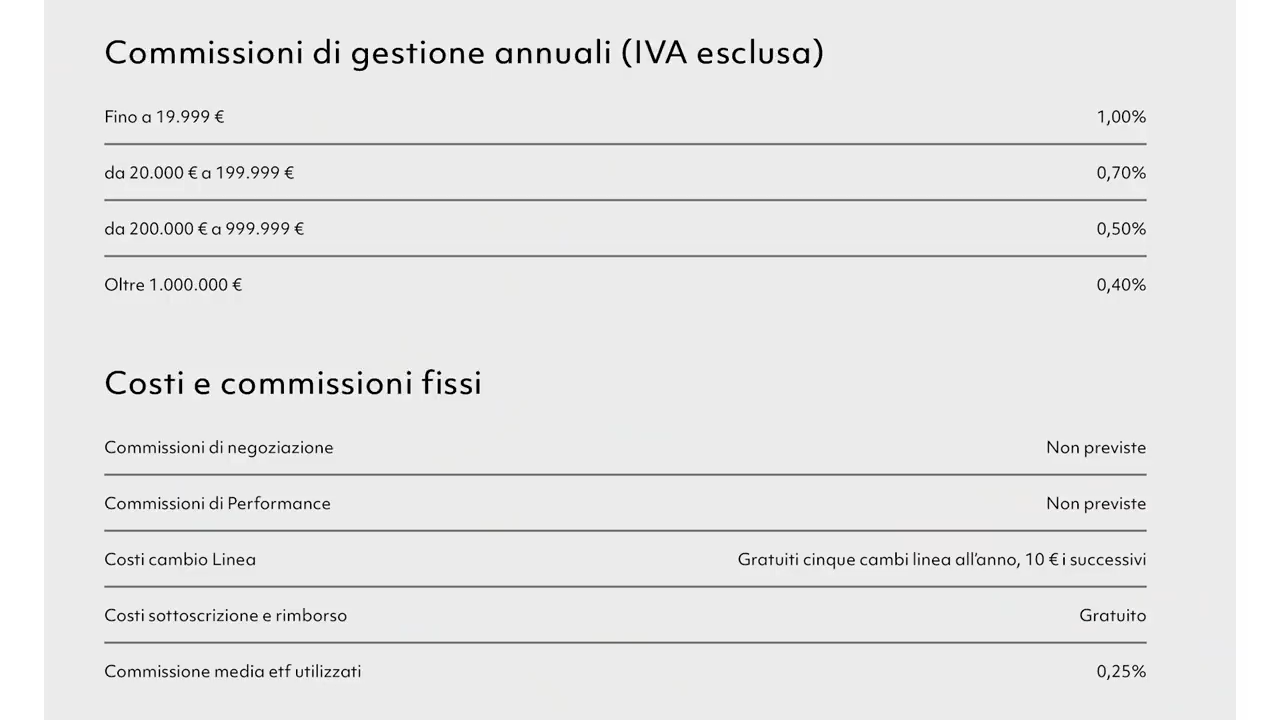 Commissioni di gestione annuali (IVA esclusa)
Fino a 19.999 € 1,00%
da 20.000 € a 199.999 € 0,70%
da 200.000 € a 999.999 € 0,50%
Oltre 1.000.000 € 0,40%
Costi e commissioni fissi
Commissioni di negoziazione Non previste
Commissioni di Performance Non previste
Costi cambio Linea Gratuiti cinque cambi linea all’anno, 10 € i successivi
Costi sottoscrizione e rimborso Gratuito
Commissione media etf utilizzati 0,25%